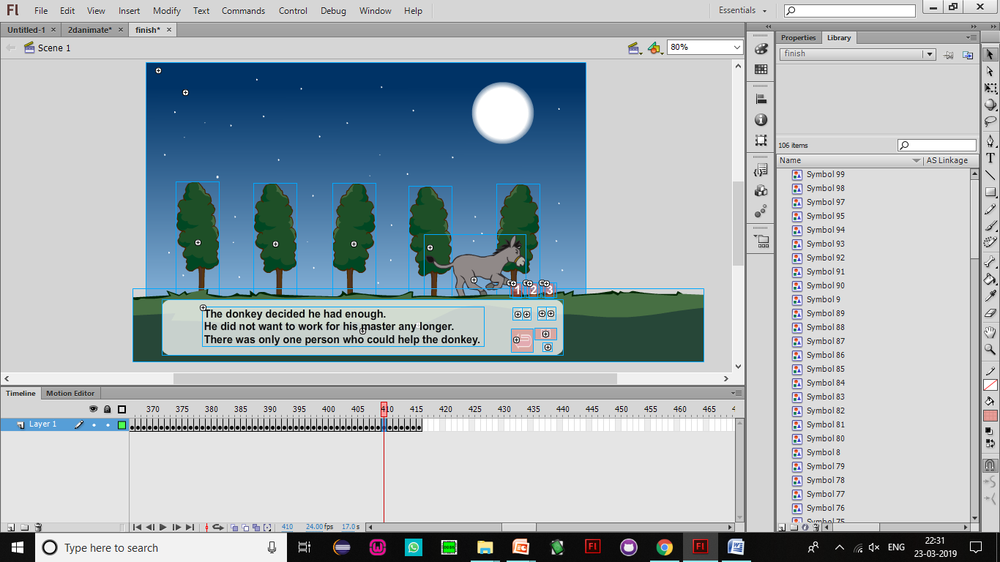 Fl File Edit View Insert Modify Text Commands Control Debug Window Help Essentials
Untitled-1 × 2danimate* × finish* ×
Scene 1 80%
Properties Library
finish
106 items
Name AS Linkage
Symbol 99
Symbol 98
Symbol 97
Symbol 95
Symbol 94
Symbol 93
Symbol 92
Symbol 91
Symbol 90
Symbol 9
Symbol 89
Symbol 88
Symbol 87
Symbol 86
Symbol 85
Symbol 84
Symbol 83
Symbol 82
Symbol 81
Symbol 80
Symbol 8
Symbol 79
Symbol 78
Symbol 77
Symbol 76
Symbol 75
1 2 3
The donkey decided he had enough.
He did not want to work for his master any longer.
There was only one person who could help the donkey.
Timeline Motion Editor
370 375 380 385 390 395 400 405 410 415 420 425 430 435 440 445 450 455 460 465 4
Layer 1
410 24.00 fps 17.0 s
Type here to search
8086
Fl
Fl
ENG
22:31
23-03-2019